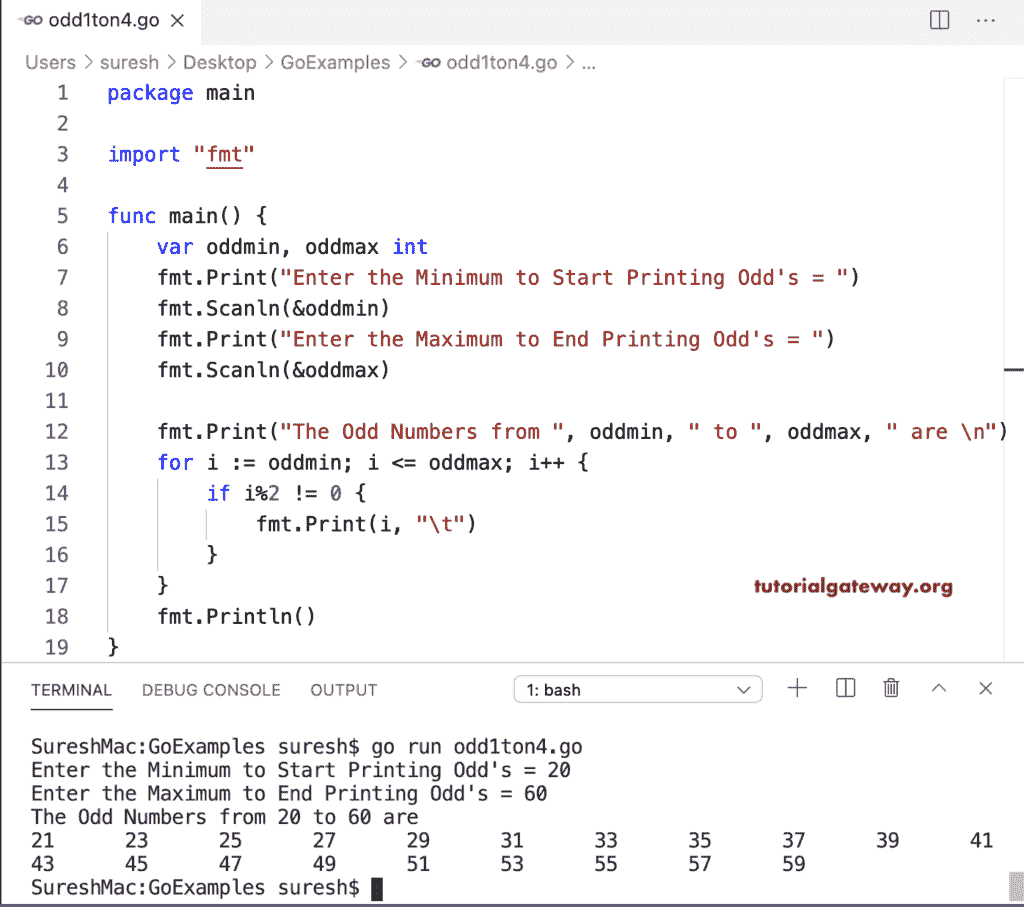 GO odd1ton4.go
Users > suresh > Desktop > GoExamples > GO odd1ton4.go > ...
1 package main
2
3 import "fmt"
4
5 func main() {
6     var oddmin, oddmax int
7     fmt.Print("Enter the Minimum to Start Printing Odd's = ")
8     fmt.Scanln(&oddmin)
9     fmt.Print("Enter the Maximum to End Printing Odd's = ")
10     fmt.Scanln(&oddmax)
11
12     fmt.Print("The Odd Numbers from ", oddmin, " to ", oddmax, " are \n")
13     for i := oddmin; i <= oddmax; i++ {
14         if i%2 != 0 {
15             fmt.Print(i, "\t")
16         }
17     }
tutorialgateway.org
18     fmt.Println()
19 }
TERMINAL DEBUG CONSOLE OUTPUT 1: bash
SureshMac:GoExamples suresh$ go run odd1ton4.go
Enter the Minimum to Start Printing Odd's = 20
Enter the Maximum to End Printing Odd's = 60
The Odd Numbers from 20 to 60 are
21 23 25 27 29 31 33 35 37 39 41
43 45 47 49 51 53 55 57 59
SureshMac:GoExamples suresh$